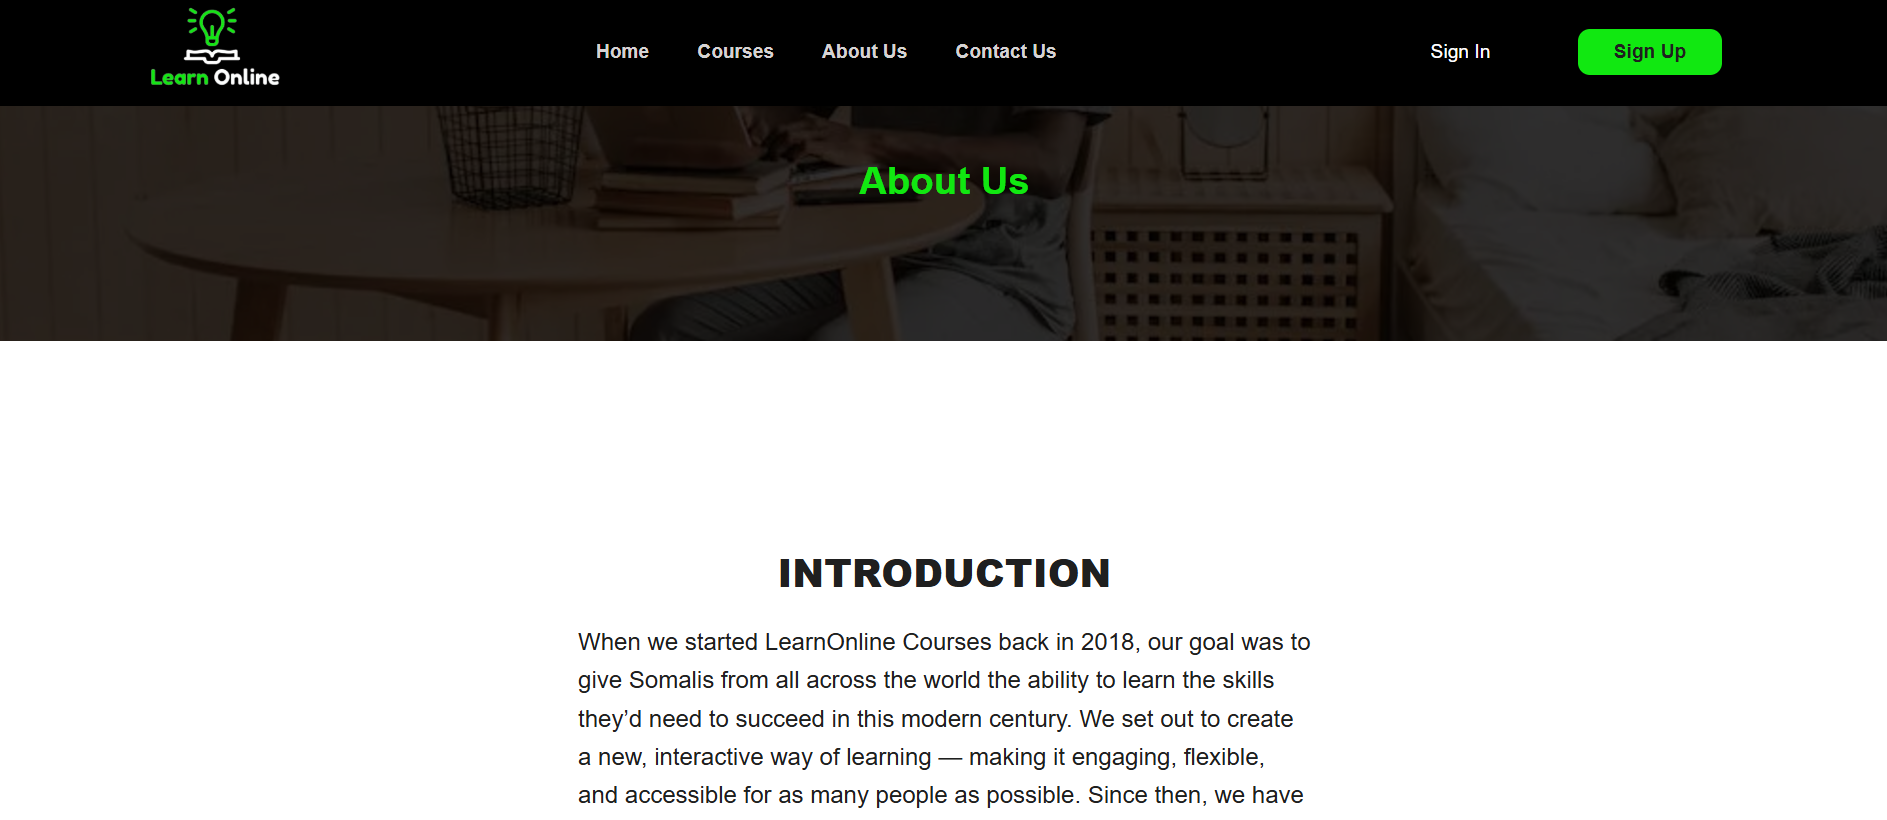 Learn Online
Home
Courses
About Us
Contact Us
Sign In
Sign Up
About Us
INTRODUCTION
When we started LearnOnline Courses back in 2018, our goal was to
give Somalis from all across the world the ability to learn the skills
they’d need to succeed in this modern century. We set out to create
a new, interactive way of learning — making it engaging, flexible,
and accessible for as many people as possible. Since then, we have